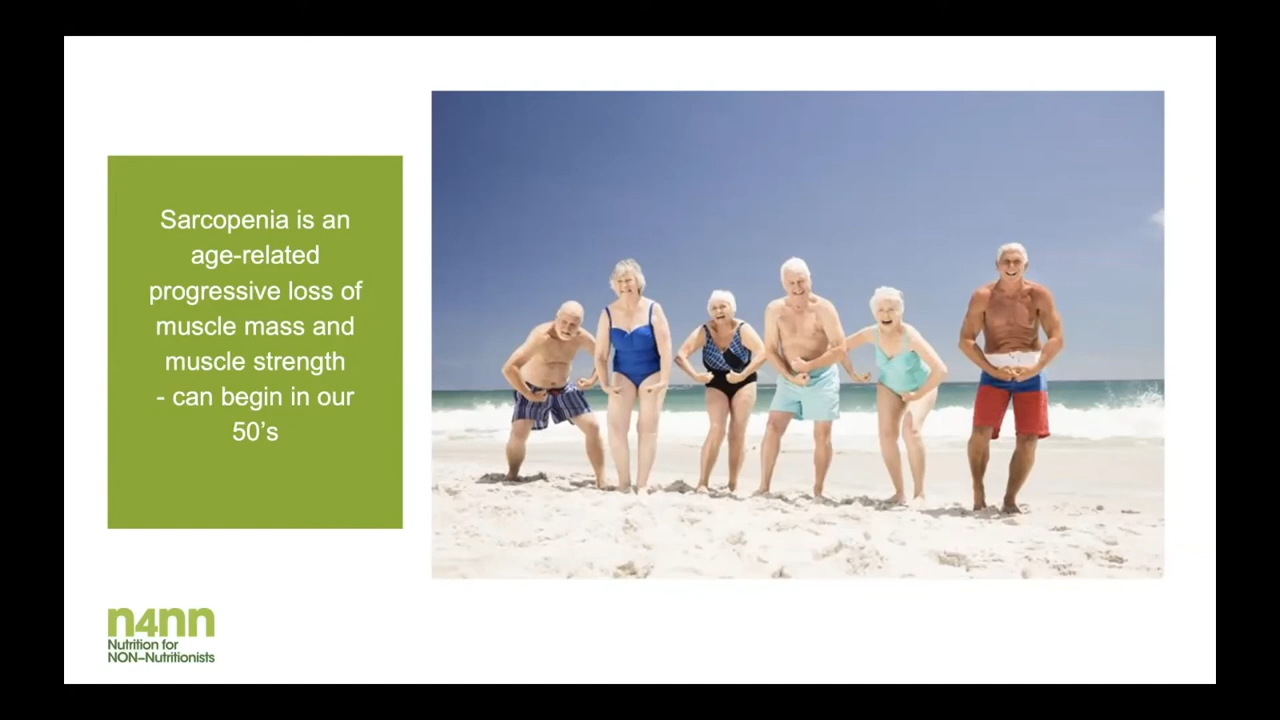 Sarcopenia is an
age-related
progressive loss of
muscle mass and
muscle strength
- can begin in our
50’s
n4nn
Nutrition for
NON–Nutritionists